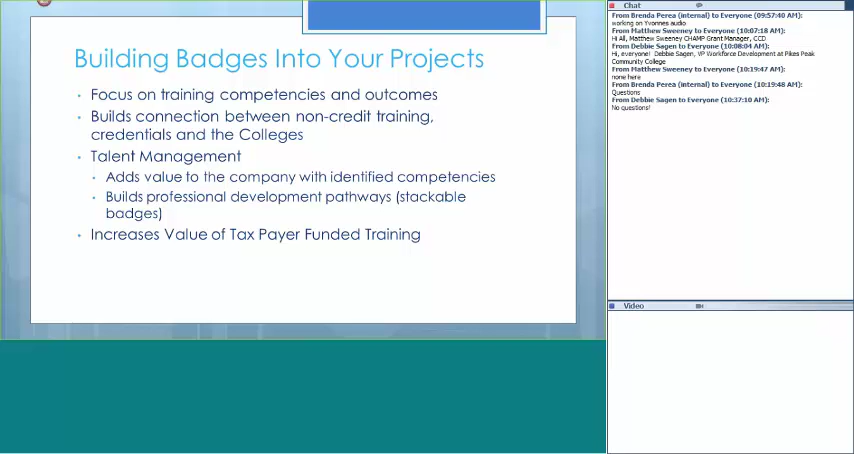 Building Badges Into Your Projects
• Focus on training competencies and outcomes
• Builds connection between non-credit training,
credentials and the Colleges
• Talent Management
• Adds value to the company with identified competencies
• Builds professional development pathways (stackable
badges)
• Increases Value of Tax Payer Funded Training
Chat
From Brenda Perea (internal) to Everyone (09:57:40 AM):
working on Yvonnes audio
From Matthew Sweeney to Everyone (10:07:18 AM):
Hi All, Matthew Sweeney CHAMP Grant Manager, CCD
From Debbie Sagen to Everyone (10:08:04 AM):
Hi, everyone! Debbie Sagen, VP Workforce Development at Pikes Peak
Community College
From Matthew Sweeney to Everyone (10:19:47 AM):
none here
From Brenda Perea (internal) to Everyone (10:19:48 AM):
Questions
From Debbie Sagen to Everyone (10:37:10 AM):
No questions!
Video